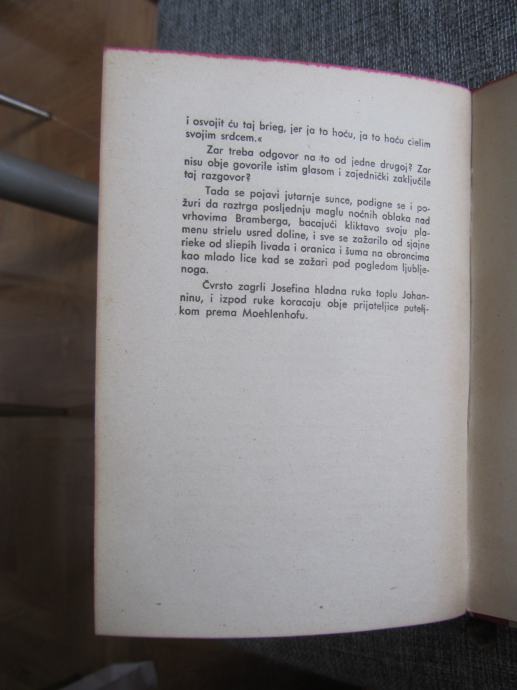 i osvojit ću taj brieg, jer ja to hoću, ja to hoću cielim
svojim srdcem.«
Zar treba odgovor na to od jedne drugoj? Zar
nisu obje govorile istim glasom i zajednički zaključile
taj razgovor?
Tada se pojavi jutarnje sunce, podigne se i po-
žuri da raztrga posljednju maglu noćnih oblaka nad
vrhovima Bramberga, bacajući kliktavo svoju pla-
menu strielu usred doline, i sve se zažarilo od sjajne
rieke od sliepih livada i oranica i šuma na obroncima
kao mlado lice kad se zažari pod pogledom ljublje-
noga.
Čvrsto zagrli Josefina hladna ruka toplu Johan-
ninu, i izpod ruke koracaju obje prijateljice puteljk-
kom prema Moehlenhofu.